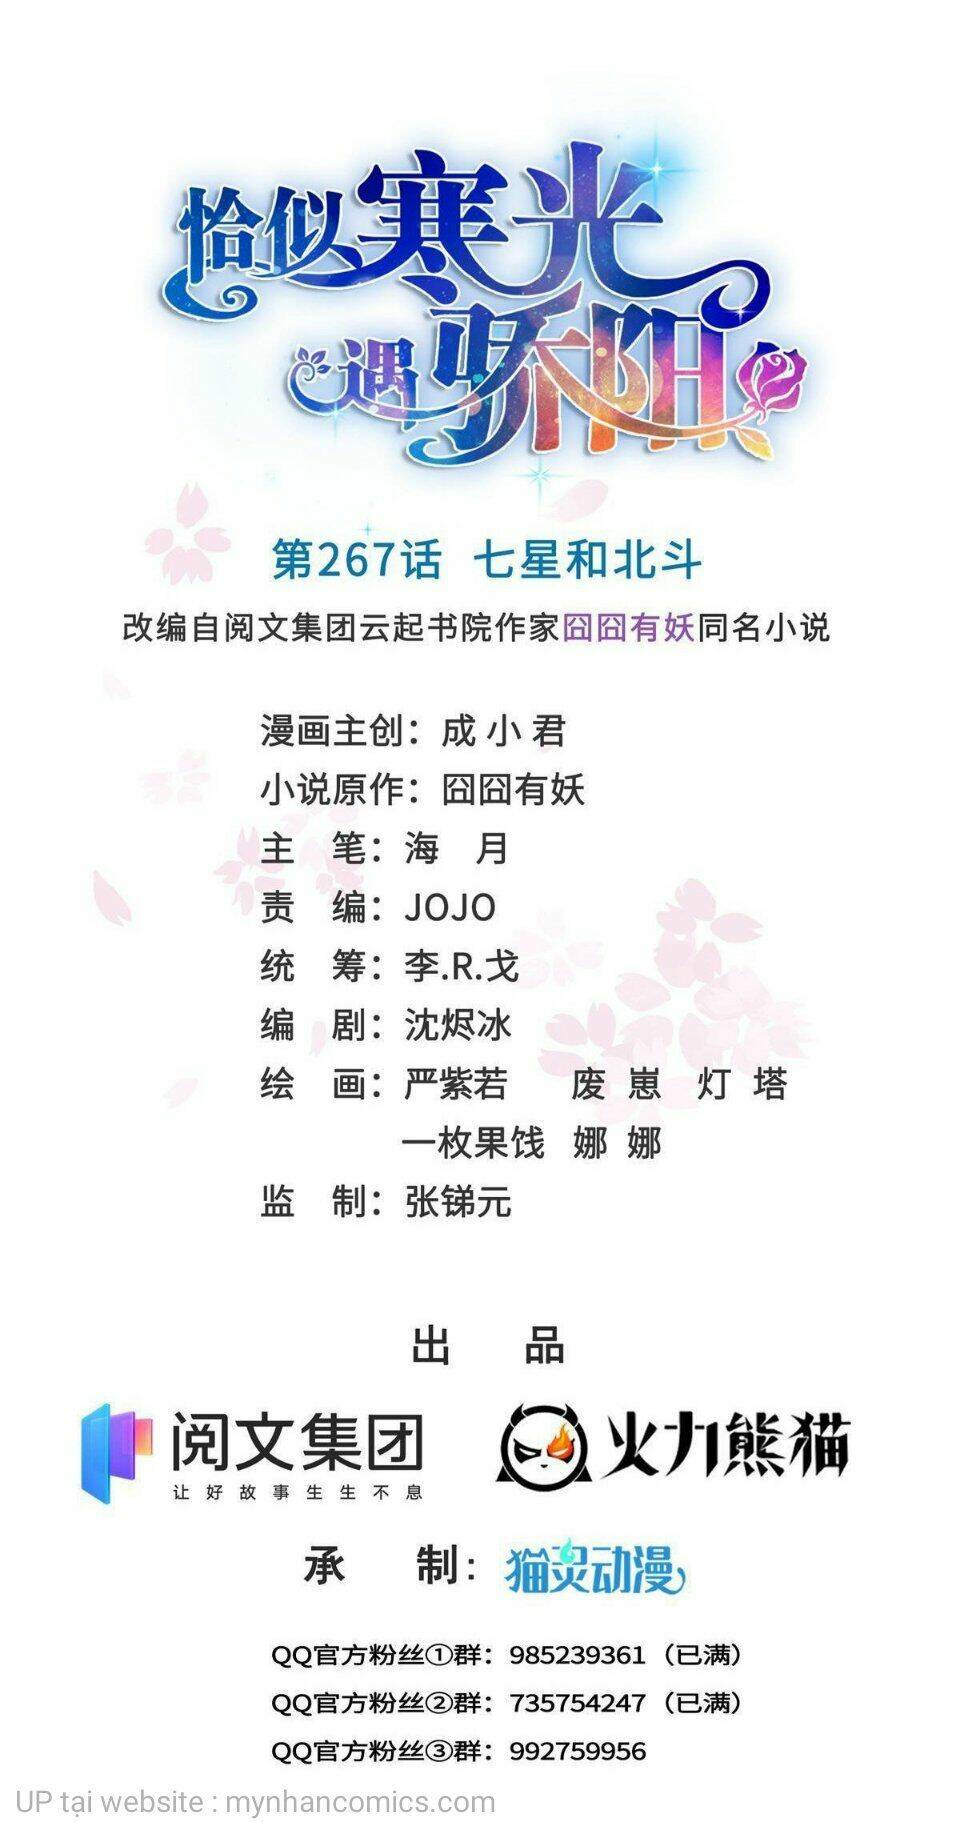 恰似寒光
遇骄阳
第267话 七星和北斗
改编自阅文集团云起书院作家囧囧有妖同名小说
漫画主创：成 小 君
小说原作：囧囧有妖
主 笔：海 月
责 编：JOJO
统 筹：李.R.戈
编 剧：沈烬冰
绘 画：严紫若 废 崽 灯 塔
一枚果饯 娜 娜
监 制：张锑元
出 品
阅文集团 火力熊猫
让好故事生生不息
承 制：猫灵动漫
QQ官方粉丝①群：985239361（已满）
QQ官方粉丝②群：735754247（已满）
QQ官方粉丝③群：992759956
UP tại website : mynhancomics.com